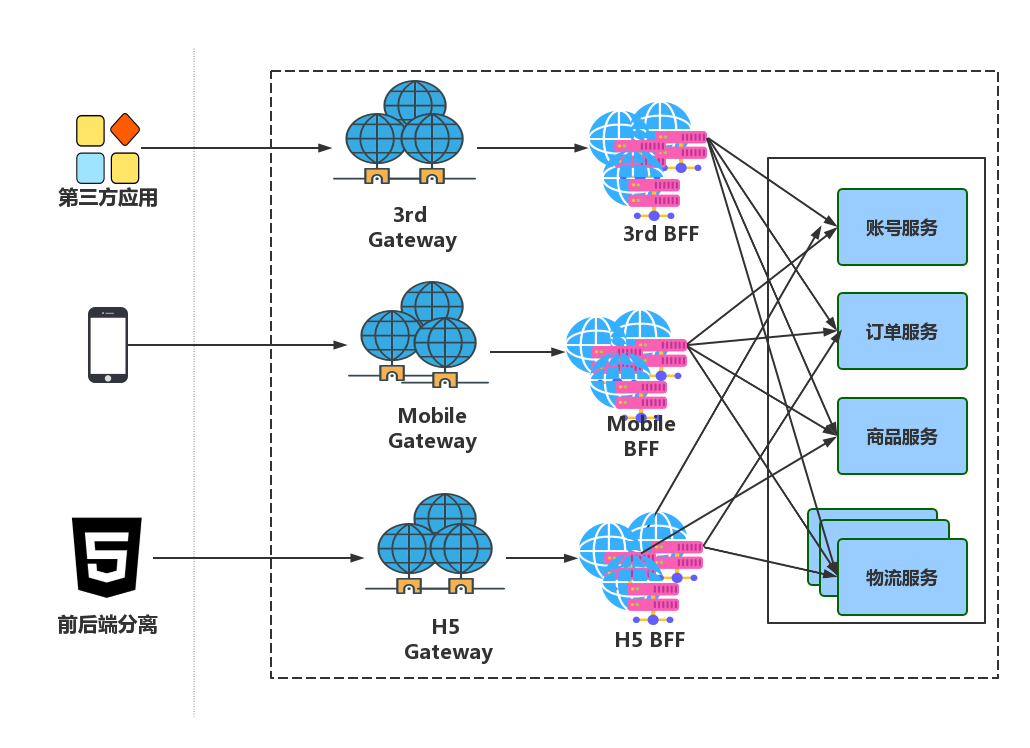 第三方应用
3rd
Gateway
3rd BFF
账号服务
订单服务
Mobile
Gateway
Mobile
BFF
商品服务
前后端分离
H5
Gateway
H5 BFF
物流服务